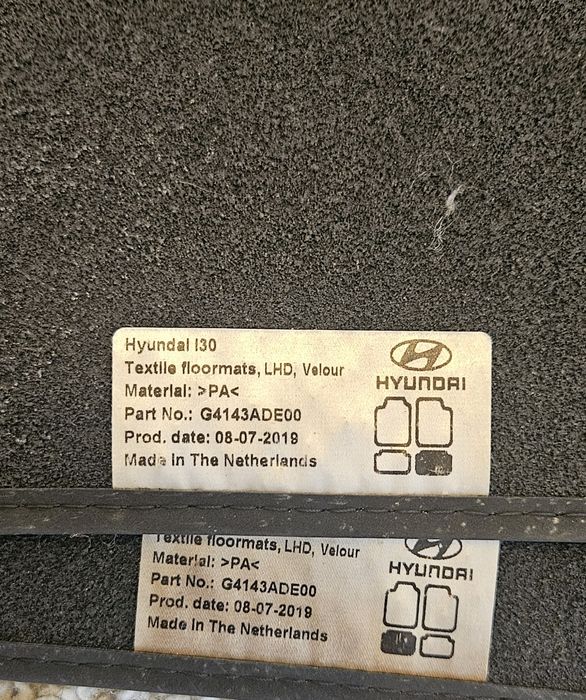 Hyundai I30
Textile floormats, LHD, Velour
Material: >PA<
Part No.: G4143ADE00
Prod. date: 08-07-2019
Made in The Netherlands
HYUNDAI
Textile floormats, LHD, Velour
Material: >PA<
Part No.: G4143ADE00
Prod. date: 08-07-2019
Made in The Netherlands
HYUNDAI